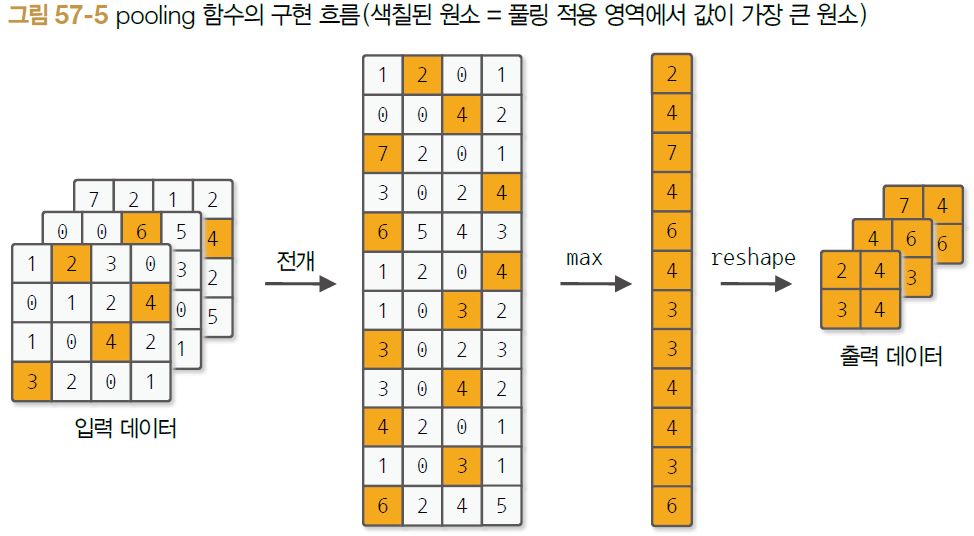 그림 57-5 pooling 함수의 구현 흐름(색칠된 원소 = 풀링 적용 영역에서 값이 가장 큰 원소)
7 2 1 2
0 0 6 5 4
1 2 3 0 3 2
0 1 2 4 0 5
1 0 4 2 1
3 2 0 1
입력 데이터
전개
1 2 0 1
0 0 4 2
7 2 0 1
3 0 2 4
6 5 4 3
1 2 0 4
1 0 3 2
3 0 2 3
3 0 4 2
4 2 0 1
1 0 3 1
6 2 4 5
max
2
4
7
4
6
4
3
3
4
4
3
6
reshape
7 4
4 6 6
2 4 3
3 4
출력 데이터